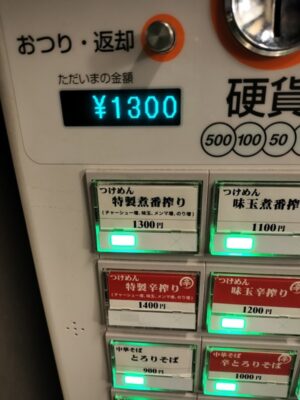 おつり・返却
ただいまの金額
¥1300
硬貨
500 100 50
つけめん
特製煮番搾り
(チャーシュー増、味玉、メンマ増、のり増)
1300円
つけめん
味玉煮番搾
1100円
つけめん
特製辛搾り
(チャーシュー増、味玉、メンマ増、のり増)
1400円
つけめん
味玉辛搾り
辛
1200円
中華そば
とろりそば
900円
中華そば
辛とろりそば
1000円